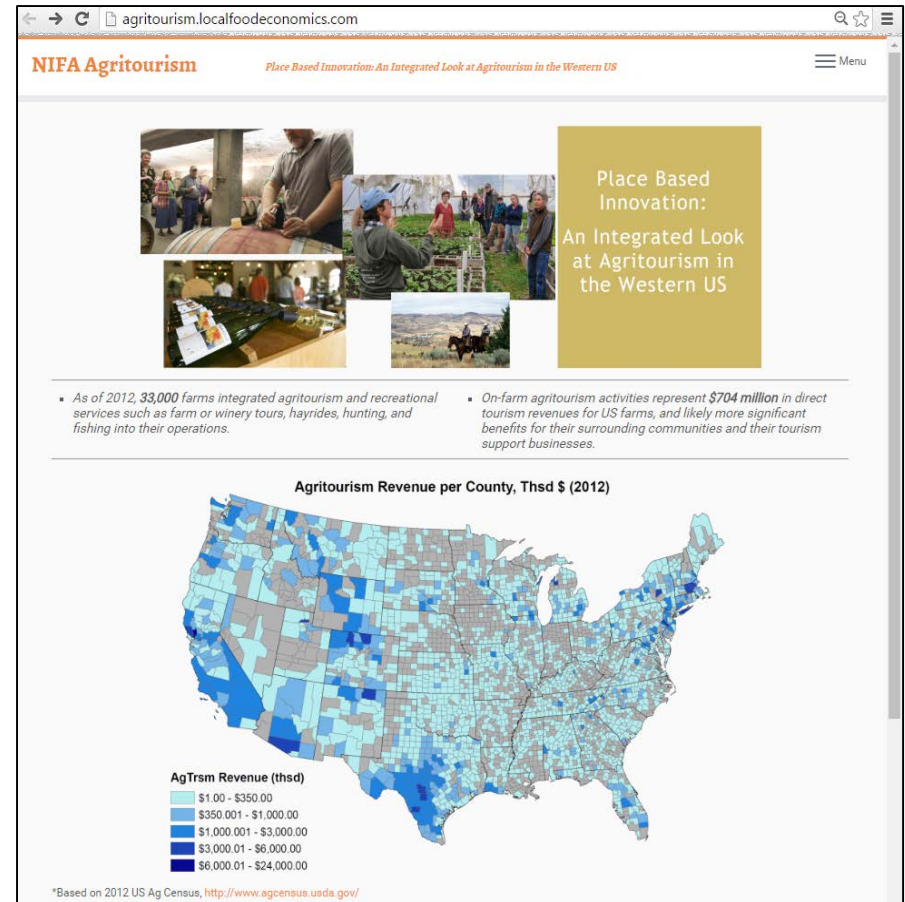 agritourism.localfoodeconomics.com
NIFA Agritourism
Place Based Innovation: An Integrated Look at Agritourism in the Western US
Menu
Place Based
Innovation:
An Integrated Look
at Agritourism in
the Western US
▪ As of 2012, 33,000 farms integrated agritourism and recreational
services such as farm or winery tours, hayrides, hunting, and
fishing into their operations.
▪ On-farm agritourism activities represent $704 million in direct
tourism revenues for US farms, and likely more significant
benefits for their surrounding communities and their tourism
support businesses.
Agritourism Revenue per County, Thsd $ (2012)
AgTrsm Revenue (thsd)
$1.00 - $350.00
$350.001 - $1,000.00
$1,000.001 - $3,000.00
$3,000.01 - $6,000.00
$6,000.01 - $24,000.00
*Based on 2012 US Ag Census, http://www.agcensus.usda.gov/